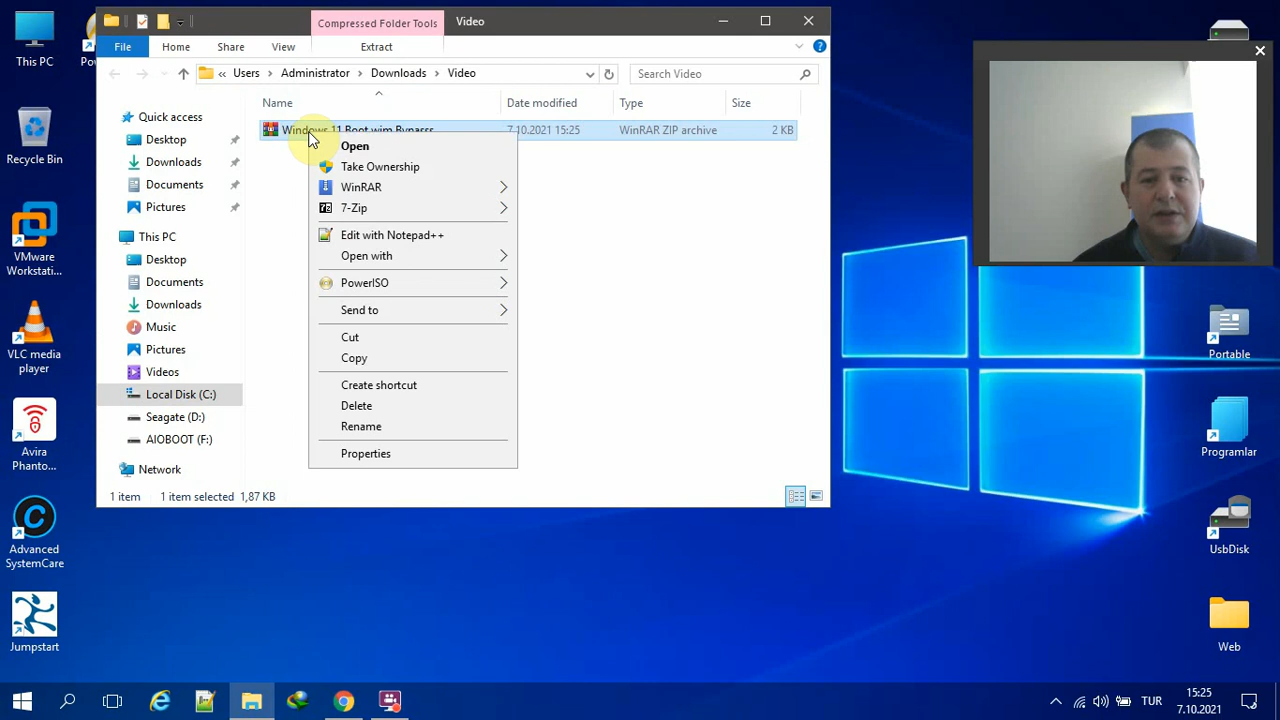 This PC
Po
Recycle Bin
VMware
Workstati...
VLC media
player
Avira
Phanto...
Advanced
SystemCare
Jumpstart
Compressed Folder Tools
Video
File
Home
Share
View
Extract
« Users > Administrator > Downloads > Video
Search Video
Name
Date modified
Type
Size
Windows 11 Boot.wim Bypasss
7.10.2021 15:25
WinRAR ZIP archive
2 KB
Quick access
Desktop
Downloads
Documents
Pictures
This PC
Desktop
Documents
Downloads
Music
Pictures
Videos
Local Disk (C:)
Seagate (D:)
AIOBOOT (F:)
Network
Open
Take Ownership
WinRAR
7-Zip
Edit with Notepad++
Open with
PowerISO
Send to
Cut
Copy
Create shortcut
Delete
Rename
Properties
1 item
1 item selected 1,87 KB
Portable
Programlar
UsbDisk
Web
TUR
15:25
7.10.2021